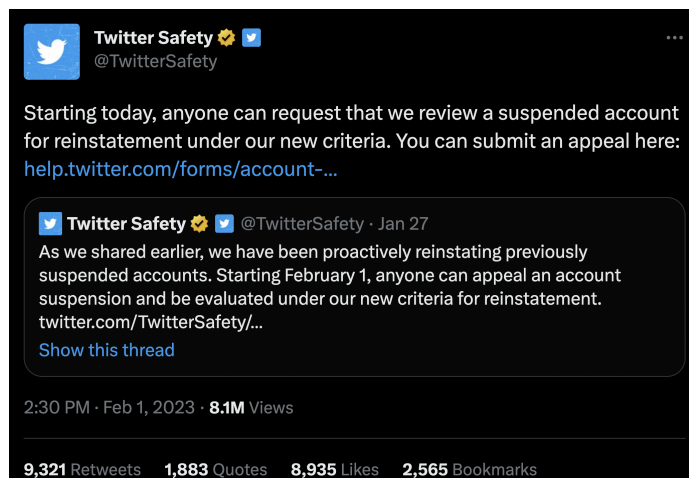 Twitter Safety
@TwitterSafety
Starting today, anyone can request that we review a suspended account
for reinstatement under our new criteria. You can submit an appeal here:
help.twitter.com/forms/account-...
Twitter Safety @TwitterSafety · Jan 27
As we shared earlier, we have been proactively reinstating previously
suspended accounts. Starting February 1, anyone can appeal an account
suspension and be evaluated under our new criteria for reinstatement.
twitter.com/TwitterSafety/...
Show this thread
2:30 PM · Feb 1, 2023 · 8.1M Views
9,321 Retweets 1,883 Quotes 8,935 Likes 2,565 Bookmarks